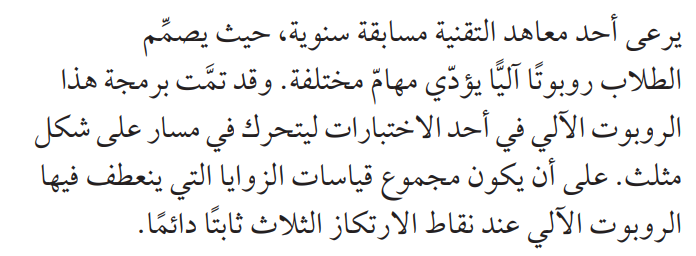 يرعى أحد معاهد التقنية مسابقة سنوية، حيث يصمِّم
الطلاب روبوتًا آليًّا يؤدّي مهامّ مختلفة. وقد تمَّت برمجة هذا
الروبوت الآلي في أحد الاختبارات ليتحرك في مسار على شكل
مثلث. على أن يكون مجموع قياسات الزوايا التي ينعطف فيها
الروبوت الآلي عند نقاط الارتكاز الثلاث ثابتًا دائمًا.